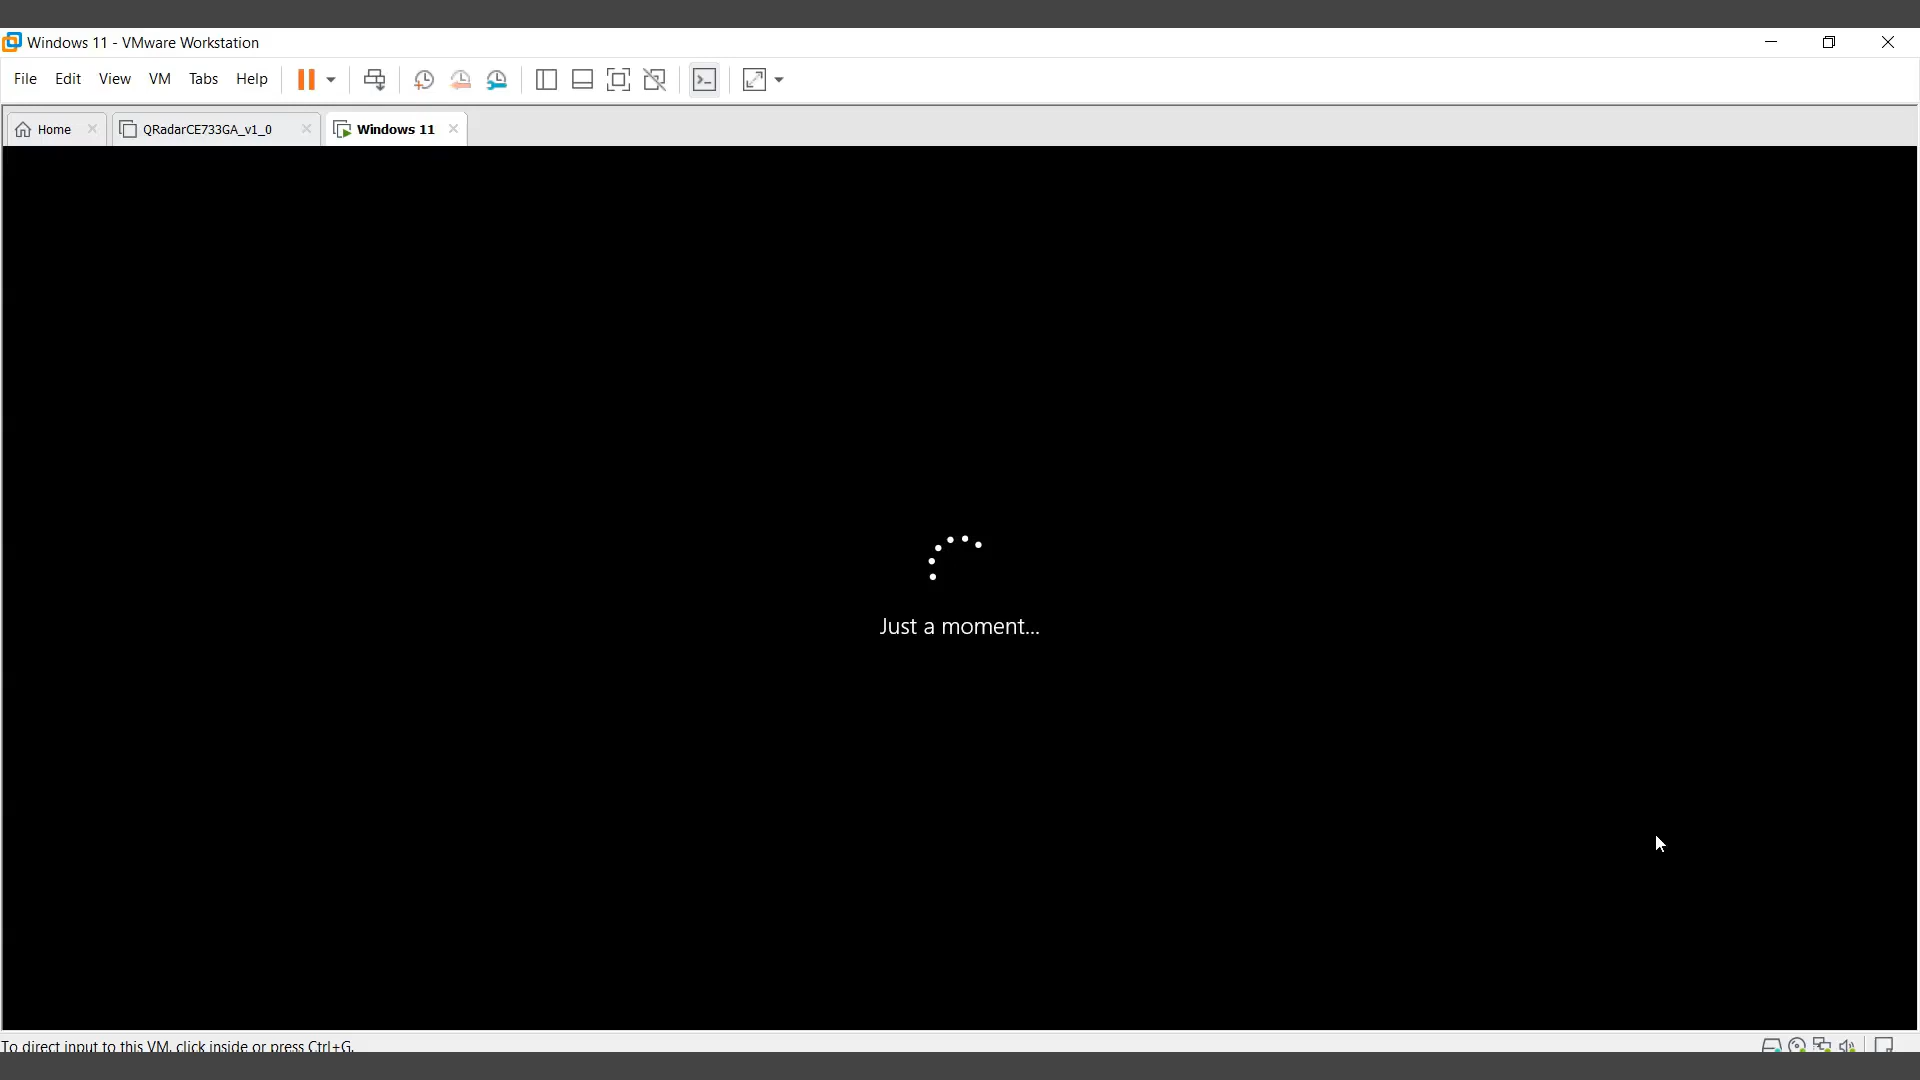 Windows 11 - VMware Workstation
File Edit View VM Tabs Help
Home QRadarCE733GA_v1_0 Windows 11
Just a moment...
To direct input to this VM, click inside or press Ctrl+G.